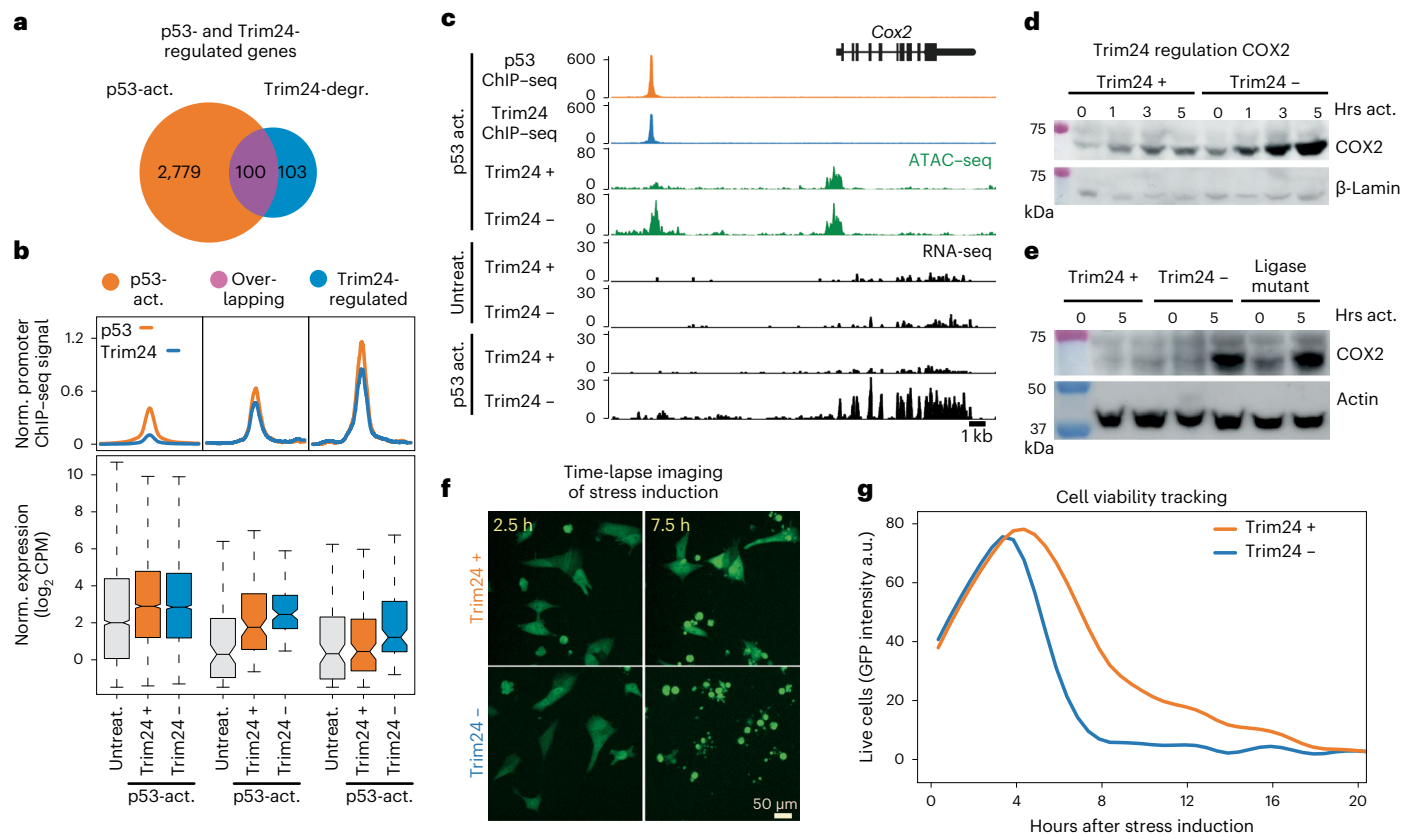 a
p53- and Trim24-
regulated genes
p53-act.
Trim24-degr.
2,779
100
103
b
p53-
act.
Over-
lapping
Trim24-
regulated
p53
Trim24
Norm. promoter
ChIP–seq signal
1.2
0.6
0
Norm. expression
(log2 CPM)
10
8
6
4
2
0
Untreat.
Trim24 +
Trim24 –
Untreat.
Trim24 +
Trim24 –
Untreat.
Trim24 +
Trim24 –
p53-act.
p53-act.
p53-act.
c
Cox2
p53 act.
p53
ChIP–seq
600
0
Trim24
ChIP–seq
600
0
ATAC–seq
Trim24 +
80
0
Trim24 –
80
0
Untreat.
RNA-seq
Trim24 +
30
0
Trim24 –
30
0
p53 act.
Trim24 +
30
0
Trim24 –
30
0
1 kb
d
Trim24 regulation COX2
Trim24 +
Trim24 –
0 1 3 5 0 1 3 5 Hrs act.
75
COX2
75
β-Lamin
kDa
e
Trim24 +
Trim24 –
Ligase
mutant
0 5 0 5 0 5 Hrs act.
75
COX2
50
Actin
37
kDa
f
Time-lapse imaging
of stress induction
2.5 h
7.5 h
Trim24 +
Trim24 –
50 µm
g
Cell viability tracking
Trim24 +
Trim24 –
Live cells (GFP intensity a.u.)
80
60
40
20
0
0 4 8 12 16 20
Hours after stress induction